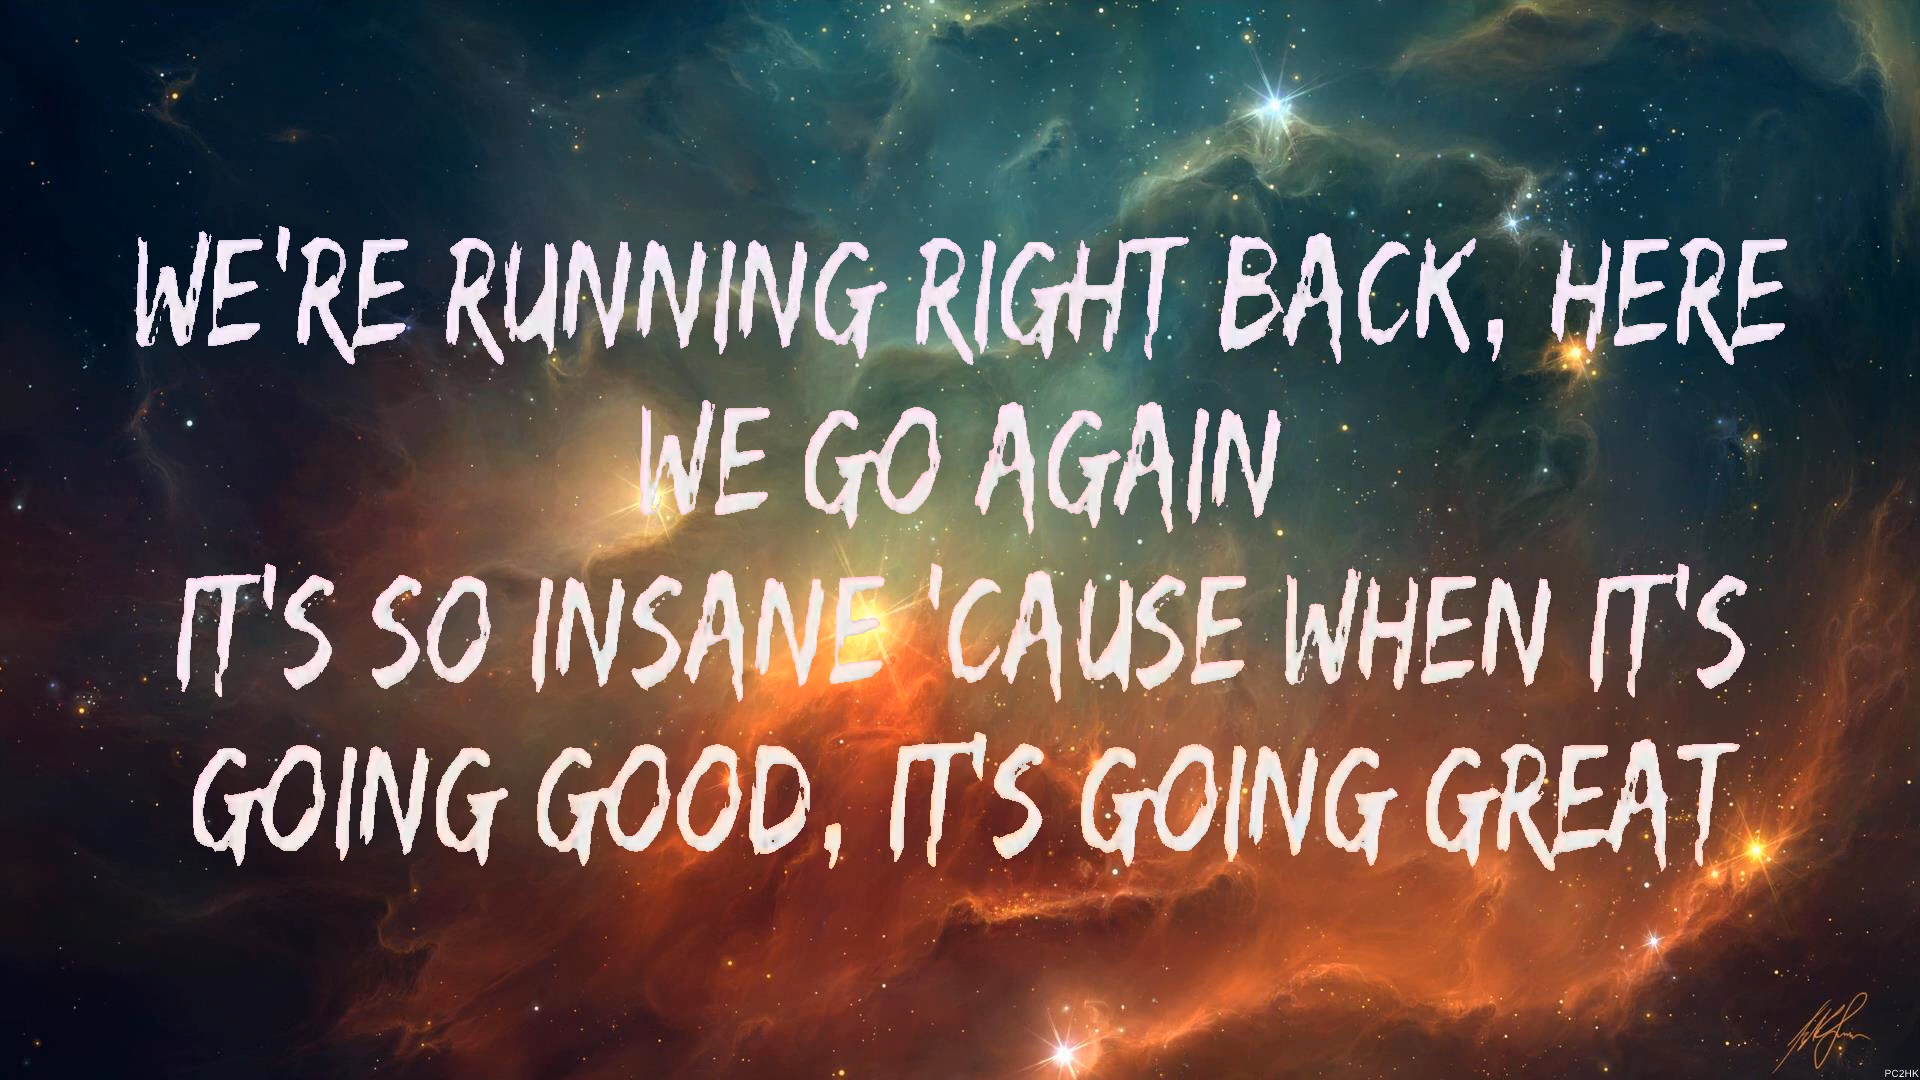 WE'RE RUNNING RIGHT BACK, HERE
WE GO AGAIN
IT'S SO INSANE 'CAUSE WHEN IT'S
GOING GOOD, IT'S GOING GREAT
PC2HK